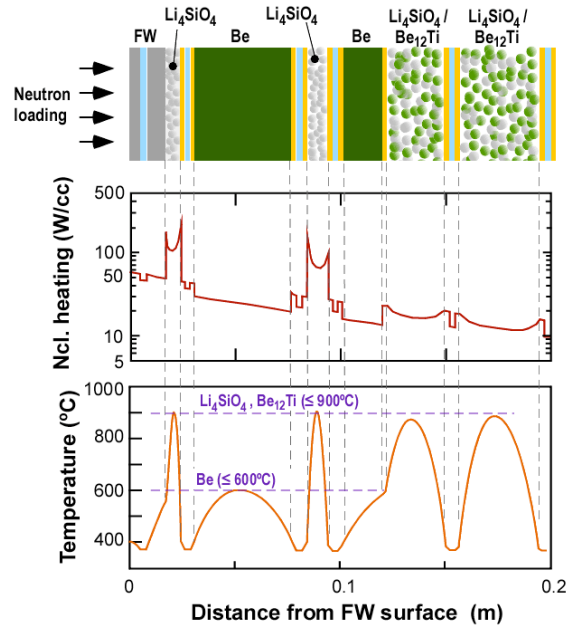 Li₄SiO₄
Li₄SiO₄
Li₄SiO₄ /
Be₁₂Ti
Li₄SiO₄ /
Be₁₂Ti
FW
Be
Be
Neutron
loading
Ncl. heating (W/cc)
500
100
50
10
5
Temperature (ºC)
1000
800
600
400
Li₄SiO₄ , Be₁₂Ti (≤ 900ºC)
Be (≤ 600ºC)
0
0.1
0.2
Distance from FW surface (m)